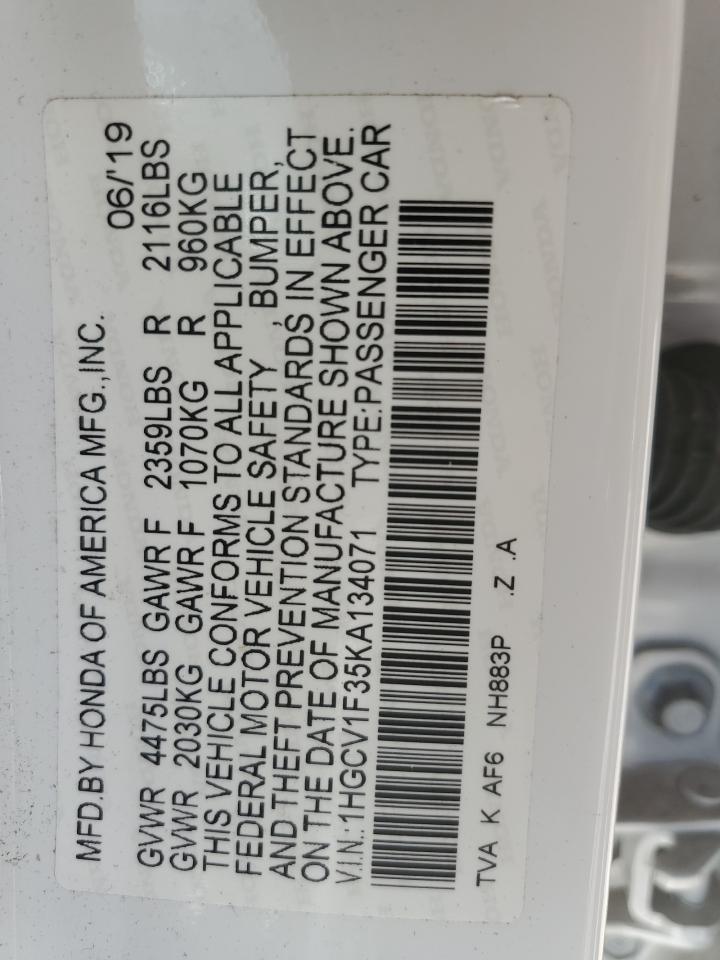 MFD.BY HONDA OF AMERICA MFG.,INC. 06/'19
GVWR 4475LBS GAWR F 2359LBS R 2116LBS
GVWR 2030KG GAWR F 1070KG R 960KG
THIS VEHICLE CONFORMS TO ALL APPLICABLE
FEDERAL MOTOR VEHICLE SAFETY, BUMPER,
AND THEFT PREVENTION STANDARDS IN EFFECT
ON THE DATE OF MANUFACTURE SHOWN ABOVE.
V.I.N.:1HGCV1F35KA134071 TYPE:PASSENGER CAR
TVA K AF6 NH883P .Z .A